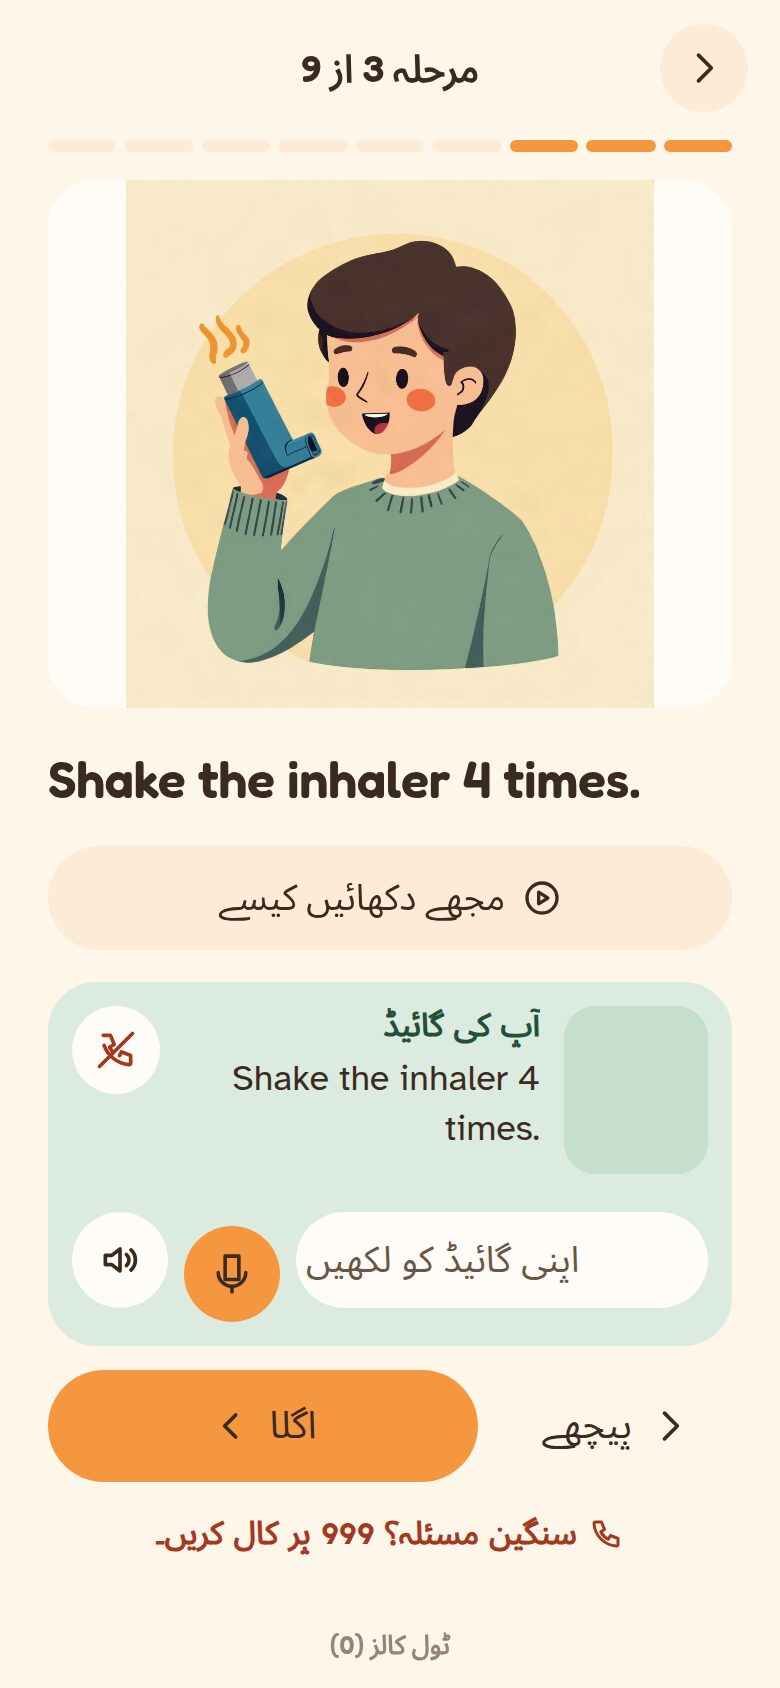 مرحلہ 3 از 9
Shake the inhaler 4 times.
مجھے دکھائیں کیسے
آپ کی گائیڈ
Shake the inhaler 4
times.
اپنی گائیڈ کو لکھیں
پیچھے
اگلا
سنگین مسئلہ؟ 999 پر کال کریں۔
ٹول کالز (0)